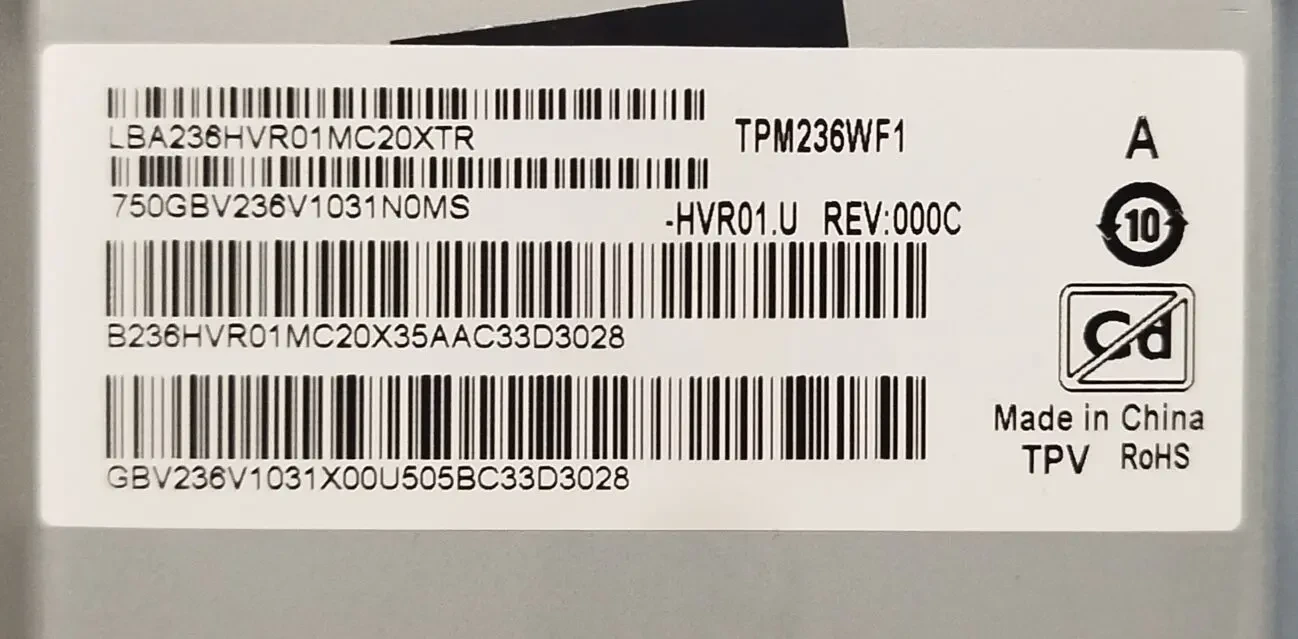 LBA236HVR01MC20XTR
TPM236WF1
A
750GBV236V1031N0MS
-HVR01.U REV:000C
10
B236HVR01MC20X35AAC33D3028
Cd
GBV236V1031X00U505BC33D3028
Made in China
TPV RoHS